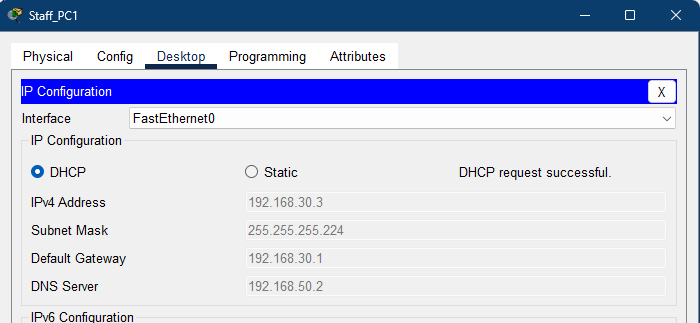 Staff_PC1
Physical Config Desktop Programming Attributes
IP Configuration X
Interface FastEthernet0
IP Configuration
DHCP Static DHCP request successful.
IPv4 Address 192.168.30.3
Subnet Mask 255.255.255.224
Default Gateway 192.168.30.1
DNS Server 192.168.50.2
IPv6 Configuration